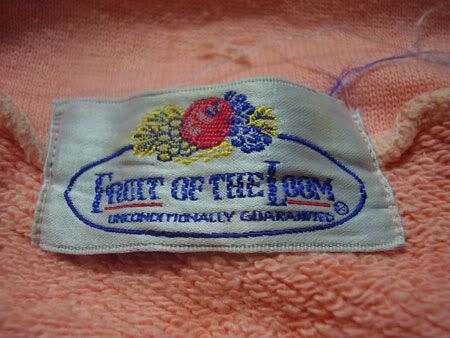 FRUIT OF THE LOOM
UNCONDITIONALLY GUARANTEED ®